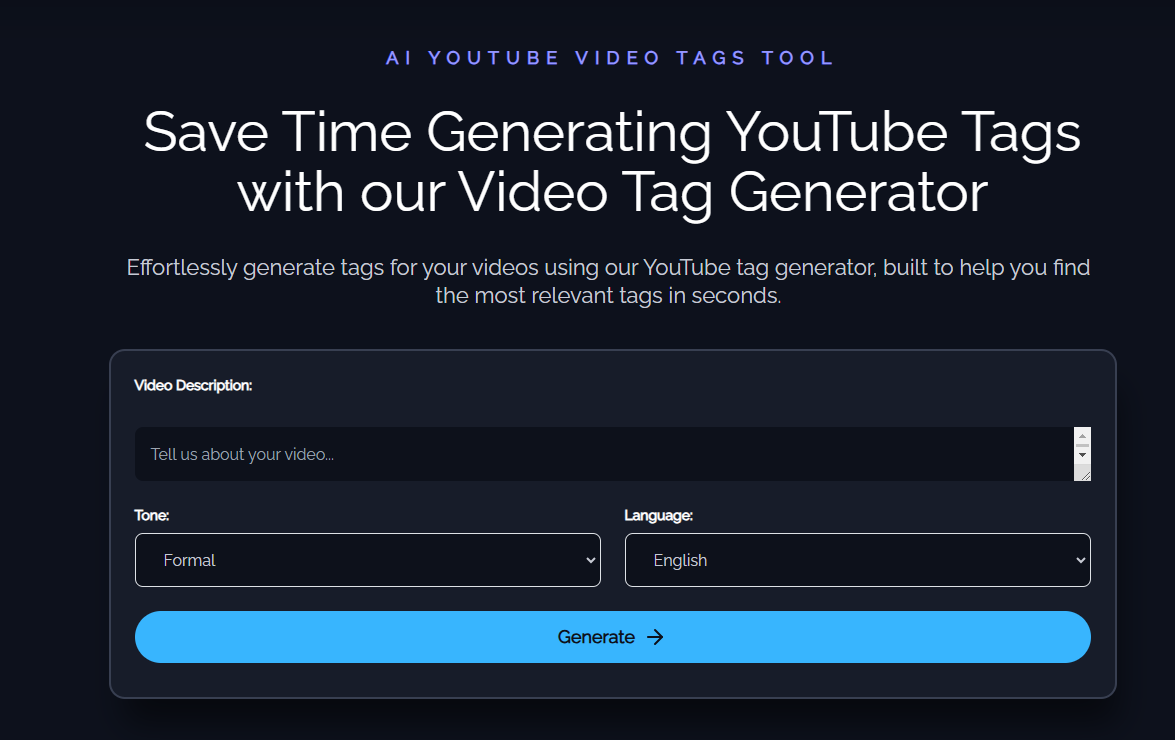 AI YOUTUBE VIDEO TAGS TOOL
Save Time Generating YouTube Tags
with our Video Tag Generator
Effortlessly generate tags for your videos using our YouTube tag generator, built to help you find
the most relevant tags in seconds.
Video Description:
Tell us about your video...
Tone:
Language:
Formal
English
Generate →